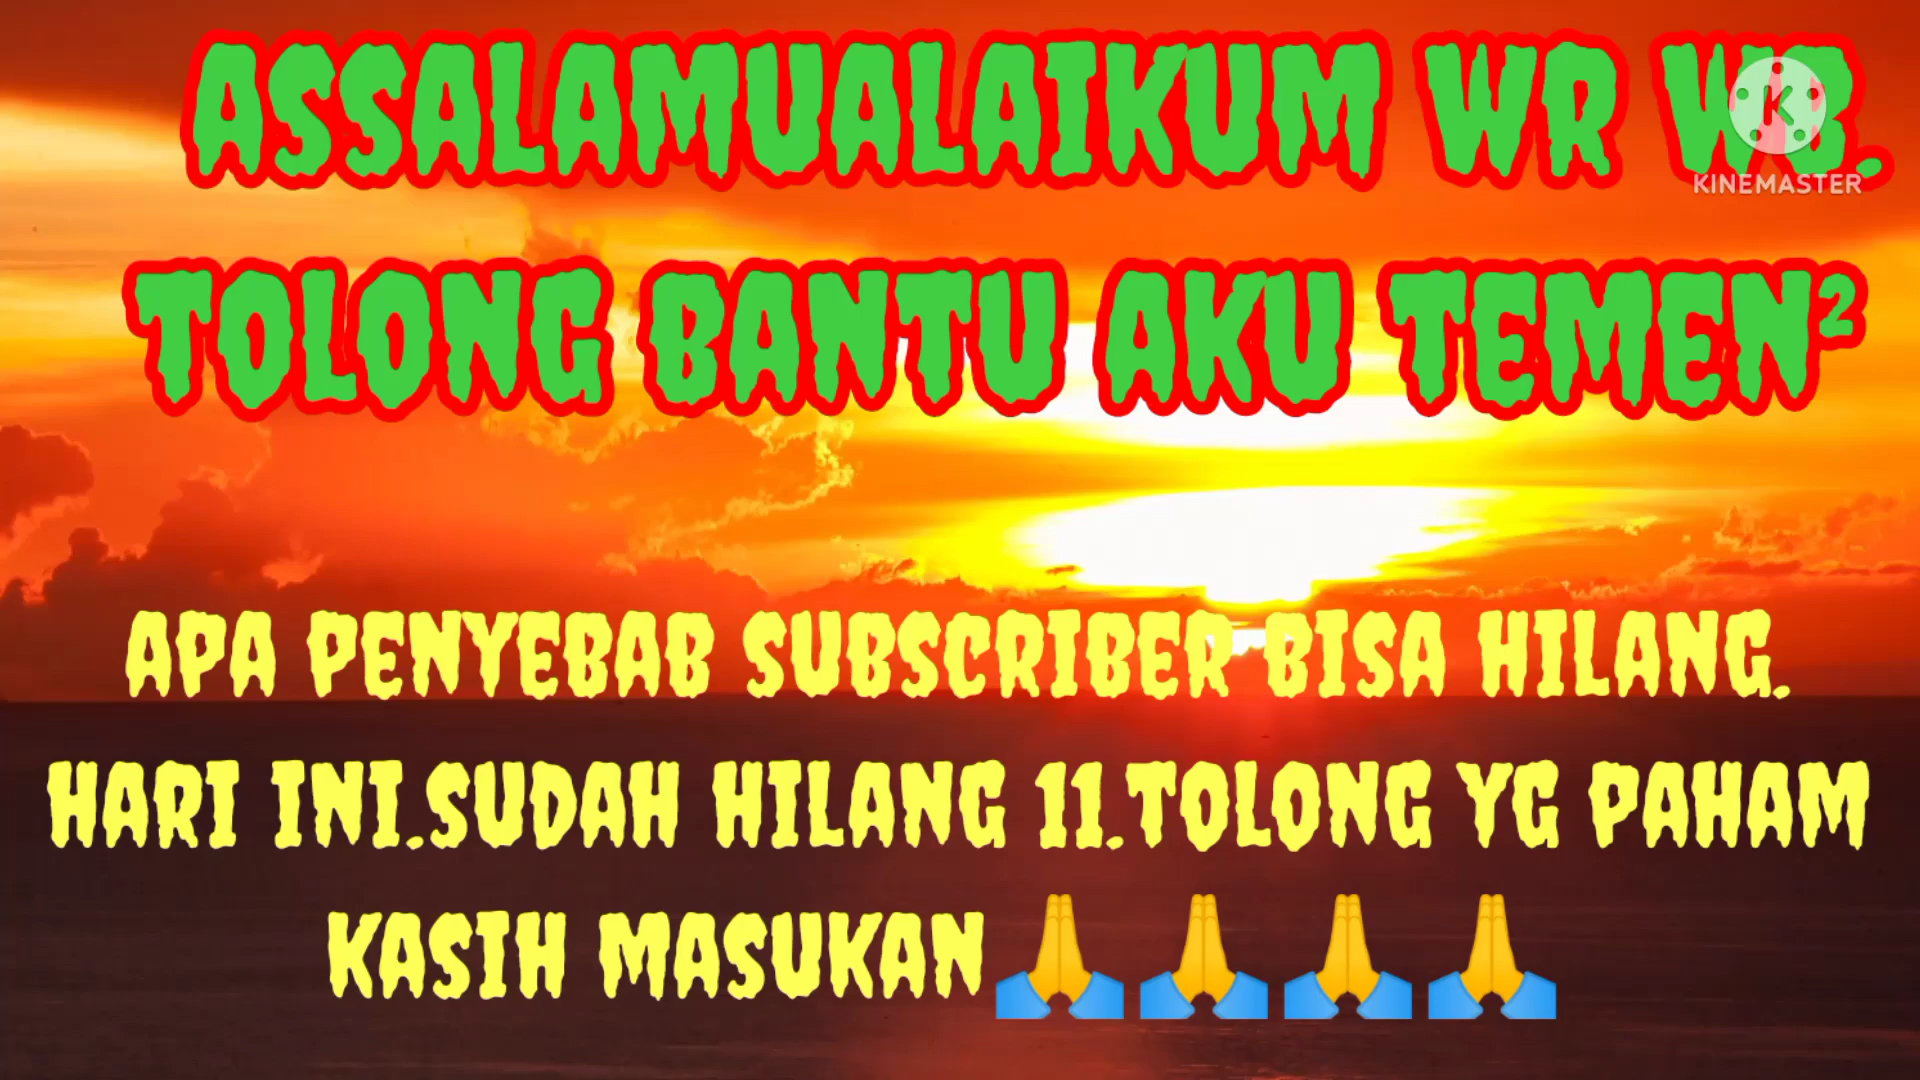 ASSALAMUALAIKUM WR WB.
KINEMASTER
TOLONG BANTU AKU TEMEN²
APA PENYEBAB SUBSCRIBER BISA HILANG.
HARI INI.SUDAH HILANG 11.TOLONG YG PAHAM
KASIH MASUKAN🙏🙏🙏🙏